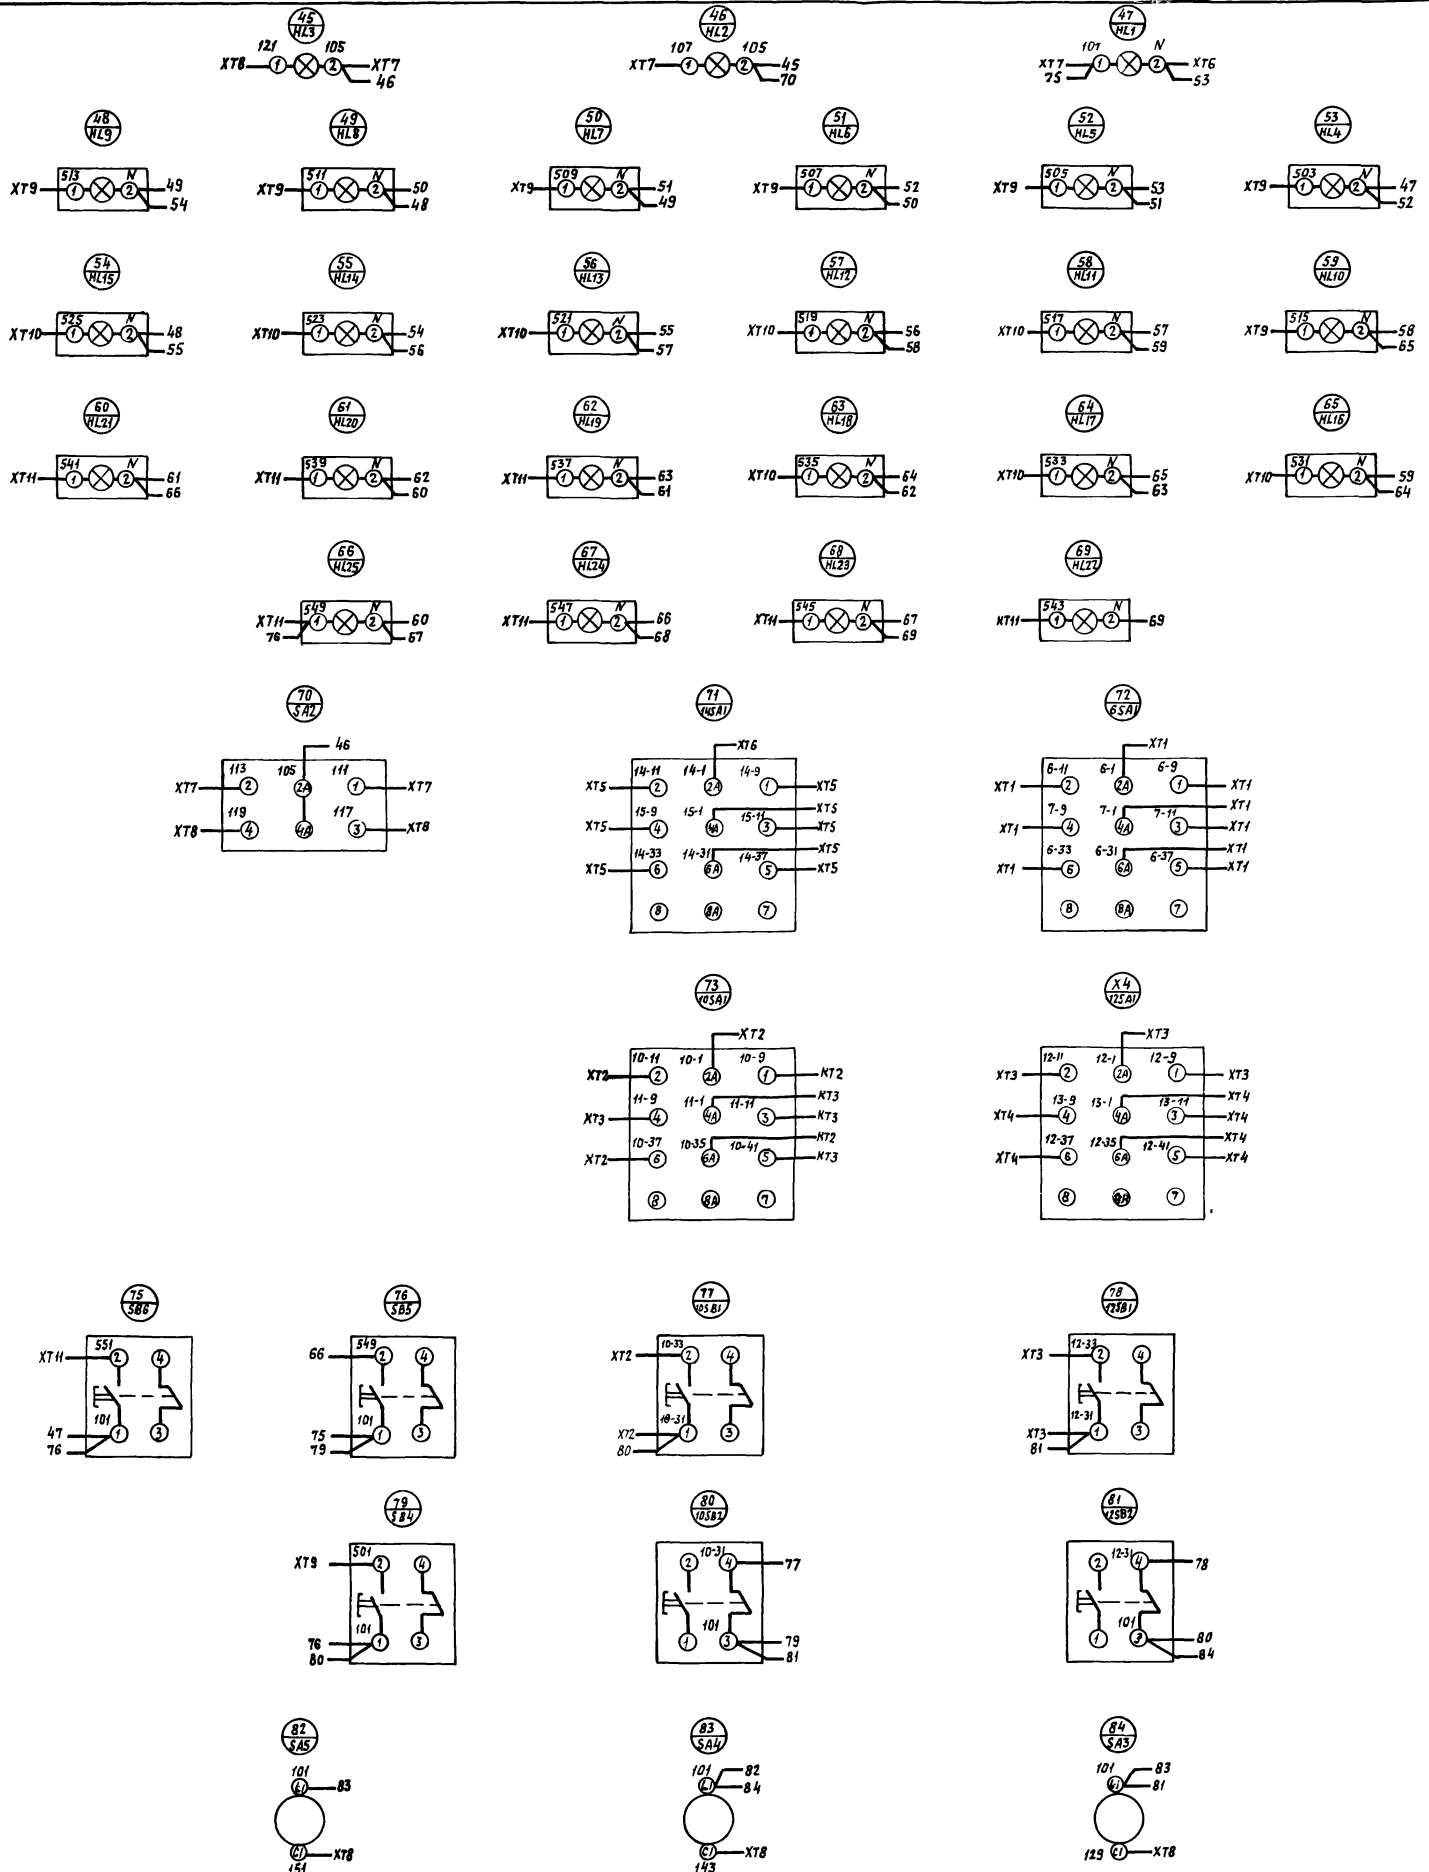 45 46 47
HL3 HL2 HL1
121 105 107 105 101 N
XT8 1 2 XT7 XT7 1 2 45 XT7 1 2 XT6
46 70 75 53
48 49 50 51 52 53
HL9 HL8 HL7 HL6 HL5 HL4
513 N 511 N 509 N 507 N 505 N 503 N
XT9 1 2 49 XT9 1 2 50 XT9 1 2 51 XT9 1 2 52 XT9 1 2 53 XT9 1 2 47
54 48 49 50 51 52
54 55 56 57 58 59
HL15 HL14 HL13 HL12 HL11 HL10
525 N 523 N 521 N 519 N 517 N 515 N
XT10 1 2 48 XT10 1 2 54 XT10 1 2 55 XT10 1 2 56 XT10 1 2 57 XT9 1 2 58
55 56 57 58 59 65
60 61 62 63 64 65
HL21 HL20 HL19 HL18 HL17 HL16
541 N 539 N 537 N 535 N 533 N 531 N
XT11 1 2 61 XT11 1 2 62 XT11 1 2 63 XT10 1 2 64 XT10 1 2 65 XT10 1 2 59
66 60 61 62 63 64
66 67 68 69
HL25 HL24 HL23 HL22
549 N 547 N 545 N 543 N
XT11 1 2 60 XT11 1 2 66 XT11 1 2 67 KT11 1 2 69
76 67 68 69
70 71 72
SA2 14SA1 6SA1
46 XT6 XT1
113 105 111 14-11 14-1 14-9 6-11 6-1 6-9
XT7 2 2A 1 XT7 XT5 2 2A 1 XT5 XT1 2 2A 1 XT1
119 117 15-9 15-1 15-11 XT5 7-9 7-1 7-11 XT1
XT8 4 4A 3 XT8 XT5 4 4A 3 XT5 XT1 4 4A 3 XT1
14-33 14-31 14-37 XT5 6-33 6-31 6-37 XT1
XT5 6 6A 5 XT5 XT1 6 6A 5 XT1
8 8A 7 8 8A 7
73 X4
10SA1 12SA1
XT2 XT3
10-11 10-1 10-9 12-11 12-1 12-9
XT2 2 2A 1 KT2 XT3 2 2A 1 XT3
11-9 11-1 11-11 KT3 13-9 13-1 13-11 XT4
XT3 4 4A 3 KT3 XT4 4 4A 3 XT4
10-37 10-35 10-41 KT2 12-37 12-35 12-41 XT4
XT2 6 6A 5 KT3 XT4 6 6A 5 XT4
8 8A 7 8 8A 7
75 76 77 78
SB6 SB5 10SB1 12SB1
551 549 10-33 12-33
XT11 2 4 66 2 4 XT2 2 4 XT3 2 4
101 101 10-31 12-31
47 1 3 75 1 3 XT2 1 3 XT3 1 3
76 79 80 81
79 80 81
SB4 10SB2 12SB2
501 10-31 12-31
XT9 2 4 2 4 77 2 4 78
101 101 101
76 1 3 1 3 79 1 3 80
80 81 84
82 83 84
SA5 SA4 SA3
101 101 82 101 83
L1 83 L1 84 L1 81
C1 XT8 C1 XT8 129 C1 XT8
151 143